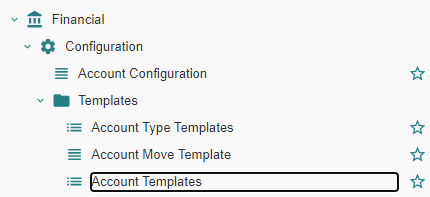 Financial
Configuration
Account Configuration
Templates
Account Type Templates
Account Move Template
Account Templates